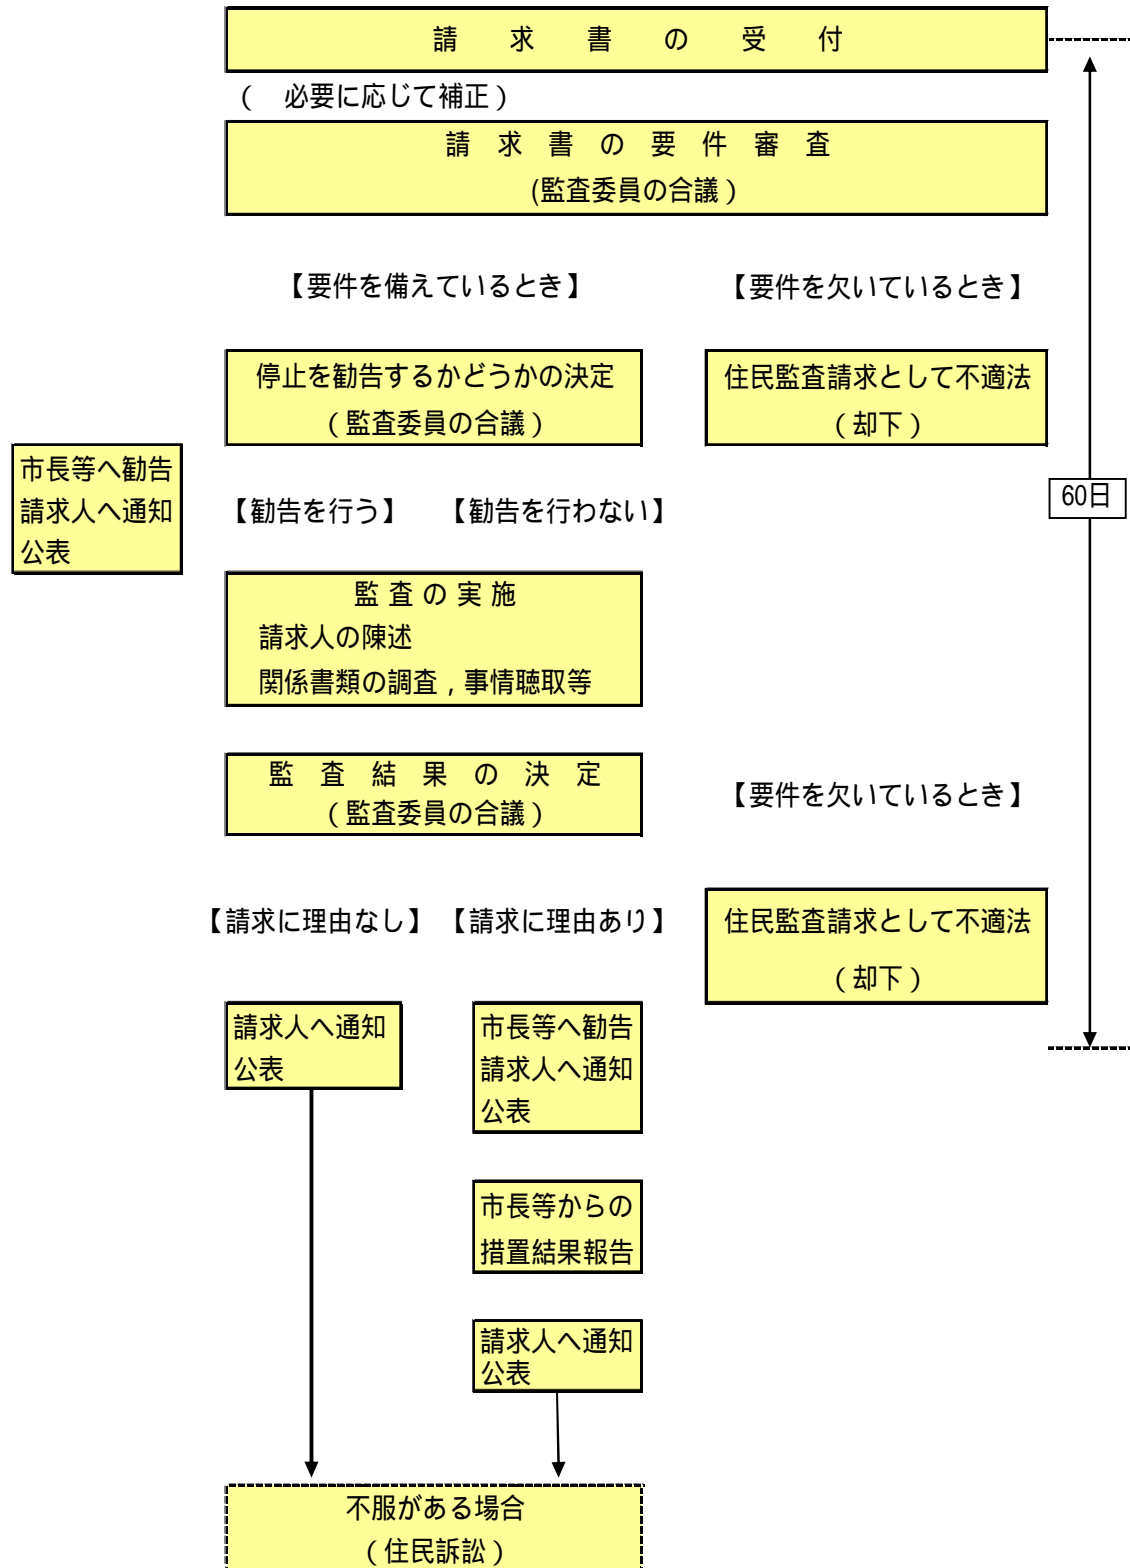 請求書の受付
(　必要に応じて補正)
請求書の要件審査
(監査委員の合議)
【要件を備えているとき】
【要件を欠いているとき】
停止を勧告するかどうかの決定
(監査委員の合議)
住民監査請求として不適法
(却下)
市長等へ勧告
請求人へ通知
公表
【勧告を行う】
【勧告を行わない】
60日
監査の実施
請求人の陳述
関係書類の調査,事情聴取等
監査結果の決定
(監査委員の合議)
【要件を欠いているとき】
【請求に理由なし】
【請求に理由あり】
住民監査請求として不適法
(却下)
請求人へ通知
公表
市長等へ勧告
請求人へ通知
公表
市長等からの
措置結果報告
請求人へ通知
公表
不服がある場合
(住民訴訟)